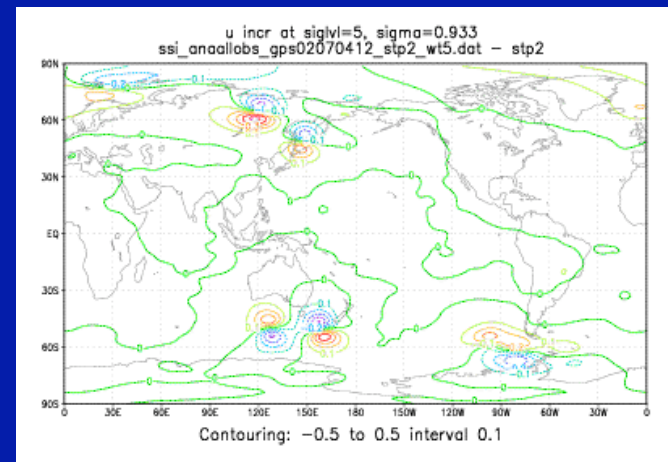 u incr at siglvl=5, sigma=0.933
ssi_anaallobs_gps02070412_stp2_wt5.dat - stp2
90N
60N
30N
EQ
30S
60S
90S
0 30E 60E 90E 120E 150E 180 150W 120W 90W 60W 30W 0
Contouring: -0.5 to 0.5 interval 0.1